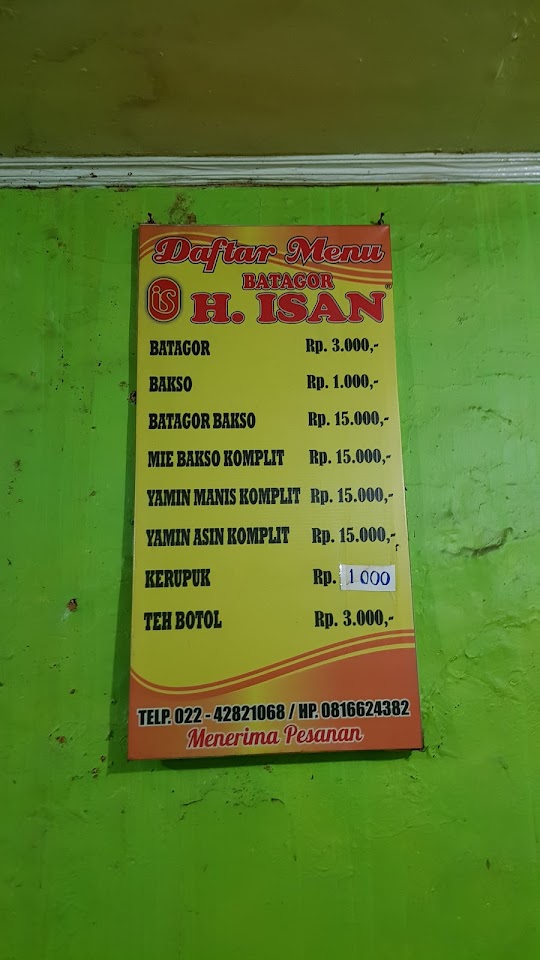 Daftar Menu
BATAGOR
iS H. ISAN®
BATAGOR Rp. 3.000,-
BAKSO Rp. 1.000,-
BATAGOR BAKSO Rp. 15.000,-
MIE BAKSO KOMPLIT Rp. 15.000,-
YAMIN MANIS KOMPLIT Rp. 15.000,-
YAMIN ASIN KOMPLIT Rp. 15.000,-
KERUPUK Rp. 1000
TEH BOTOL Rp. 3.000,-
TELP. 022 - 42821068 / HP. 0816624382
Menerima Pesanan